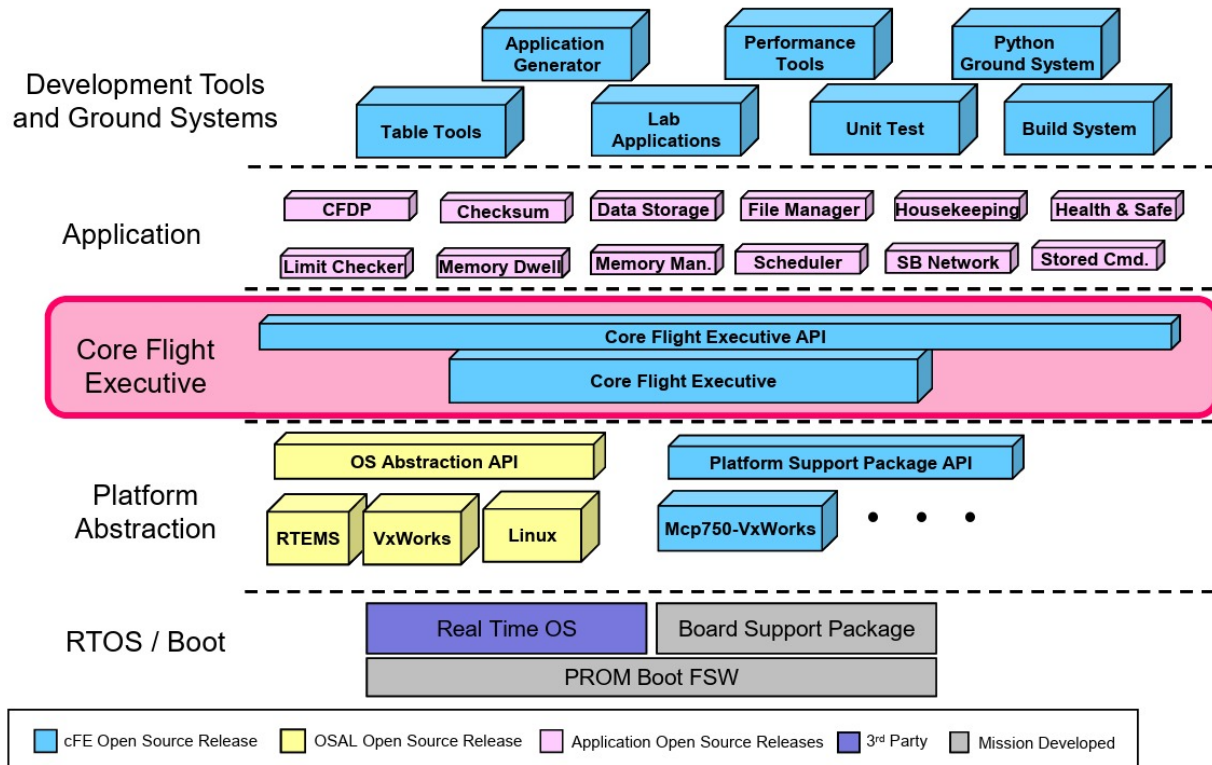 Development Tools
and Ground Systems
Application
Generator
Performance
Tools
Python
Ground System
Table Tools
Lab
Applications
Unit Test
Build System
Application
CFDP
Checksum
Data Storage
File Manager
Housekeeping
Health & Safe
Limit Checker
Memory Dwell
Memory Man.
Scheduler
SB Network
Stored Cmd.
Core Flight
Executive
Core Flight Executive API
Core Flight Executive
Platform
Abstraction
OS Abstraction API
Platform Support Package API
RTEMS
VxWorks
Linux
Mcp750-VxWorks
• • •
RTOS / Boot
Real Time OS
Board Support Package
PROM Boot FSW
cFE Open Source Release
OSAL Open Source Release
Application Open Source Releases
3rd Party
Mission Developed